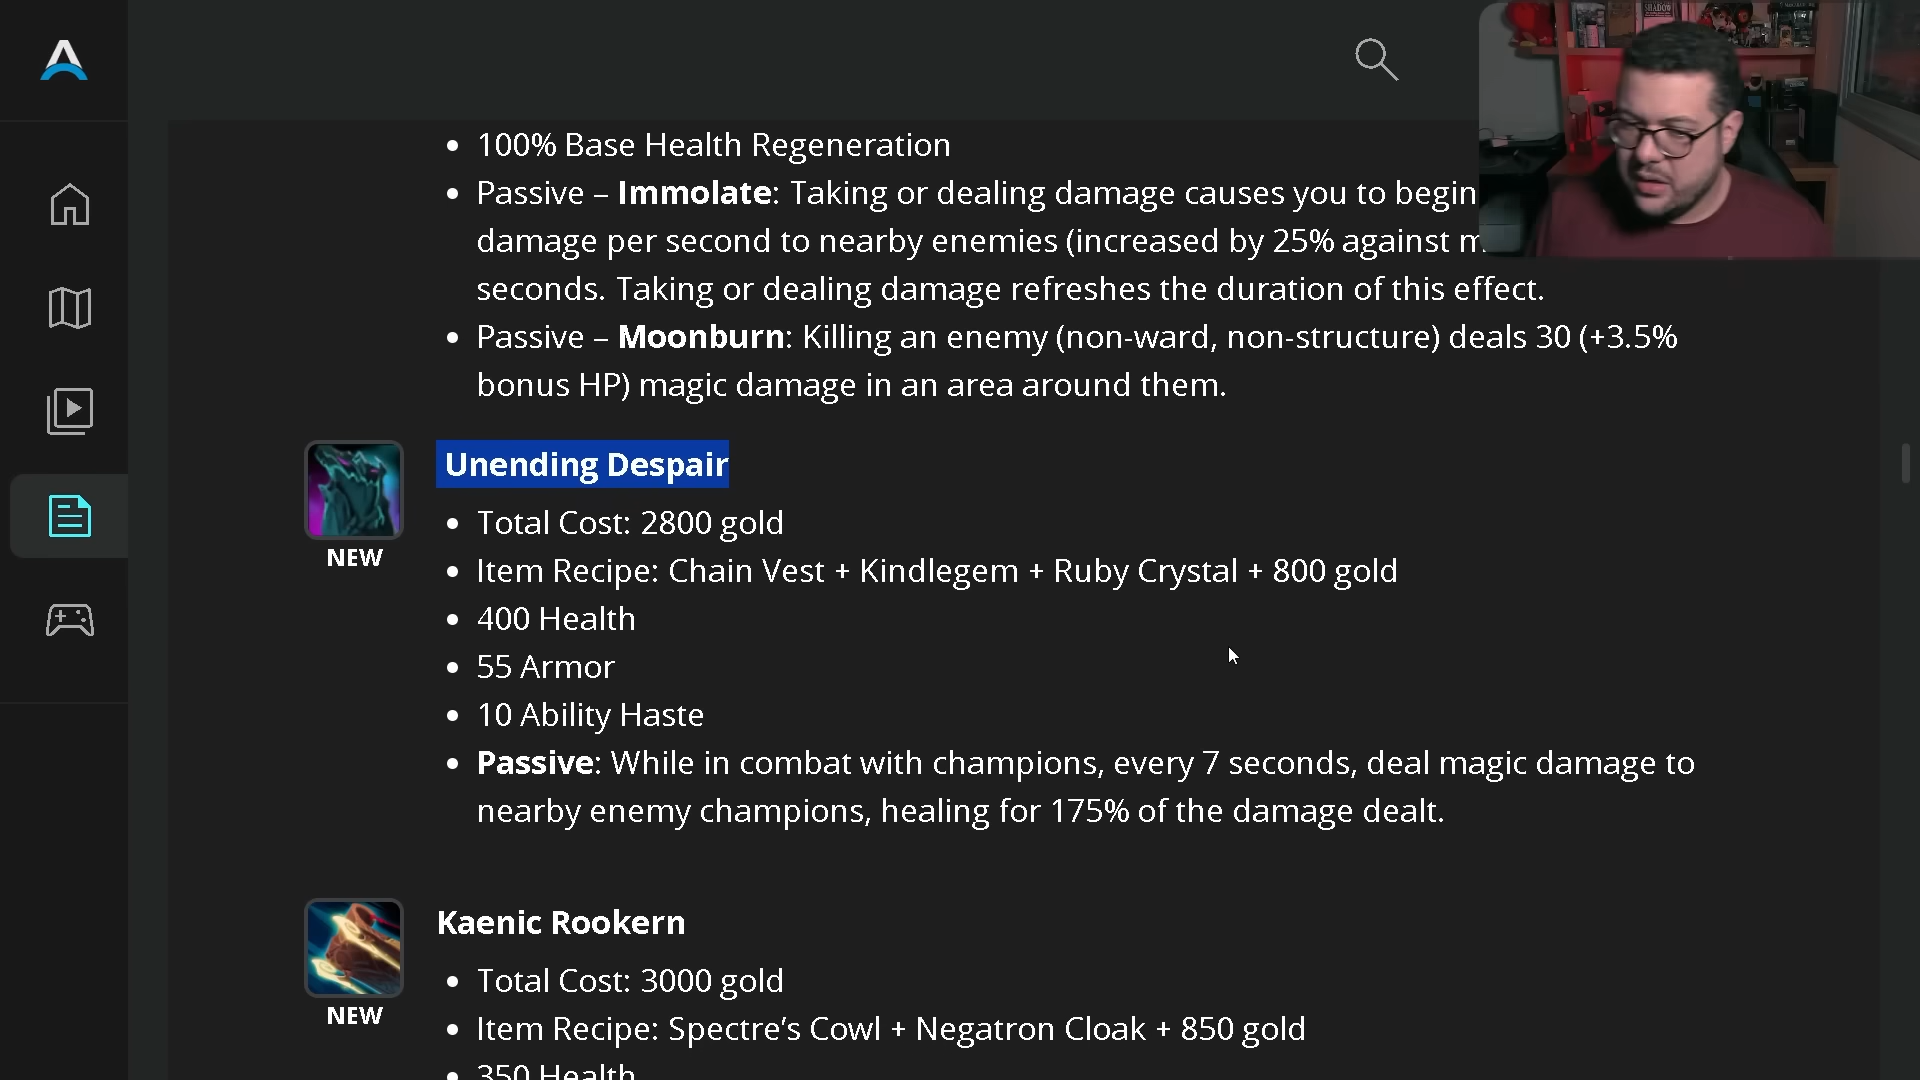 100% Base Health Regeneration
Passive – Immolate: Taking or dealing damage causes you to begin
damage per second to nearby enemies (increased by 25% against
seconds. Taking or dealing damage refreshes the duration of this effect.
Passive – Moonburn: Killing an enemy (non-ward, non-structure) deals 30 (+3.5%
bonus HP) magic damage in an area around them.
Unending Despair
NEW
Total Cost: 2800 gold
Item Recipe: Chain Vest + Kindlegem + Ruby Crystal + 800 gold
400 Health
55 Armor
10 Ability Haste
Passive: While in combat with champions, every 7 seconds, deal magic damage to
nearby enemy champions, healing for 175% of the damage dealt.
Kaenic Rookern
NEW
Total Cost: 3000 gold
Item Recipe: Spectre’s Cowl + Negatron Cloak + 850 gold
350 Health